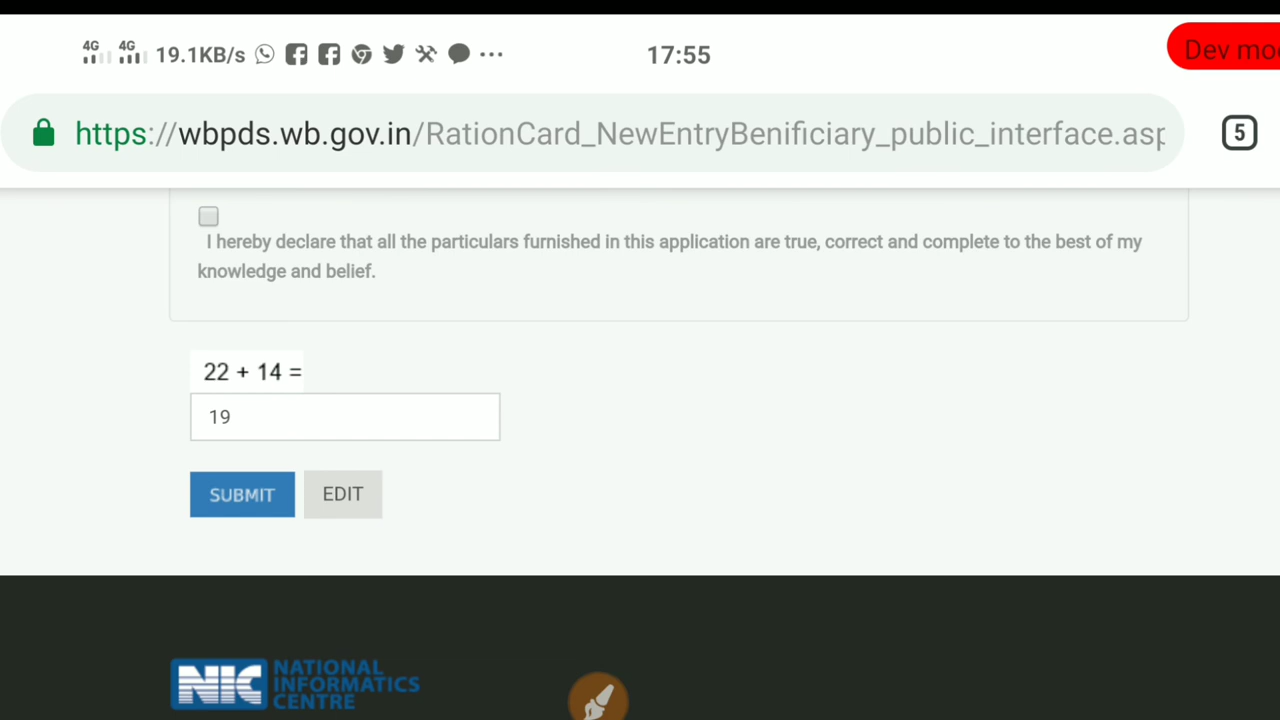 4G 4G 19.1KB/s 17:55 Dev mo
https://wbpds.wb.gov.in/RationCard_NewEntryBenificiary_public_interface.asp 5
I hereby declare that all the particulars furnished in this application are true, correct and complete to the best of my
knowledge and belief.
22 + 14 =
19
SUBMIT EDIT
NIC NATIONAL
INFORMATICS
CENTRE